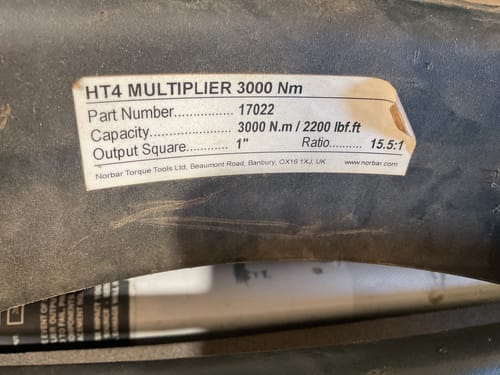 HT4 MULTIPLIER 3000 Nm
Part Number................ 17022
Capacity...................... 3000 N.m / 2200 lbf.ft
Output Square........... 1" Ratio.......... 15.5:1
Norbar Torque Tools Ltd, Beaumont Road, Banbury, OX16 1XJ, UK www.norbar.com